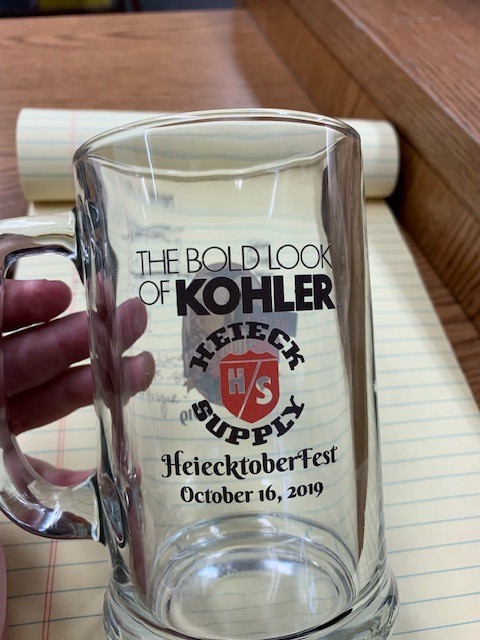 THE BOLD LOOK
OF KOHLER
HEIECK
H/S
SUPPLY
HeiecktoberFest
October 16, 2019